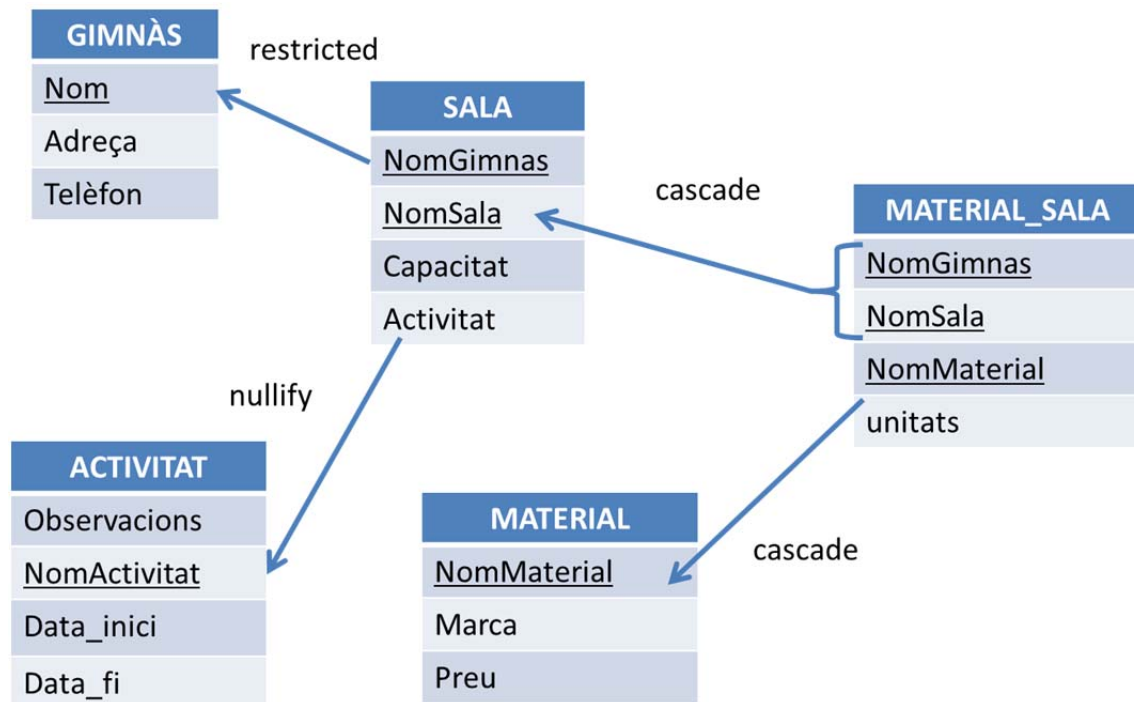 GIMNÀS
Nom
Adreça
Telèfon
restricted
SALA
NomGimnas
NomSala
Capacitat
Activitat
cascade
MATERIAL_SALA
NomGimnas
NomSala
NomMaterial
unitats
nullify
ACTIVITAT
Observacions
NomActivitat
Data_inici
Data_fi
MATERIAL
NomMaterial
Marca
Preu
cascade